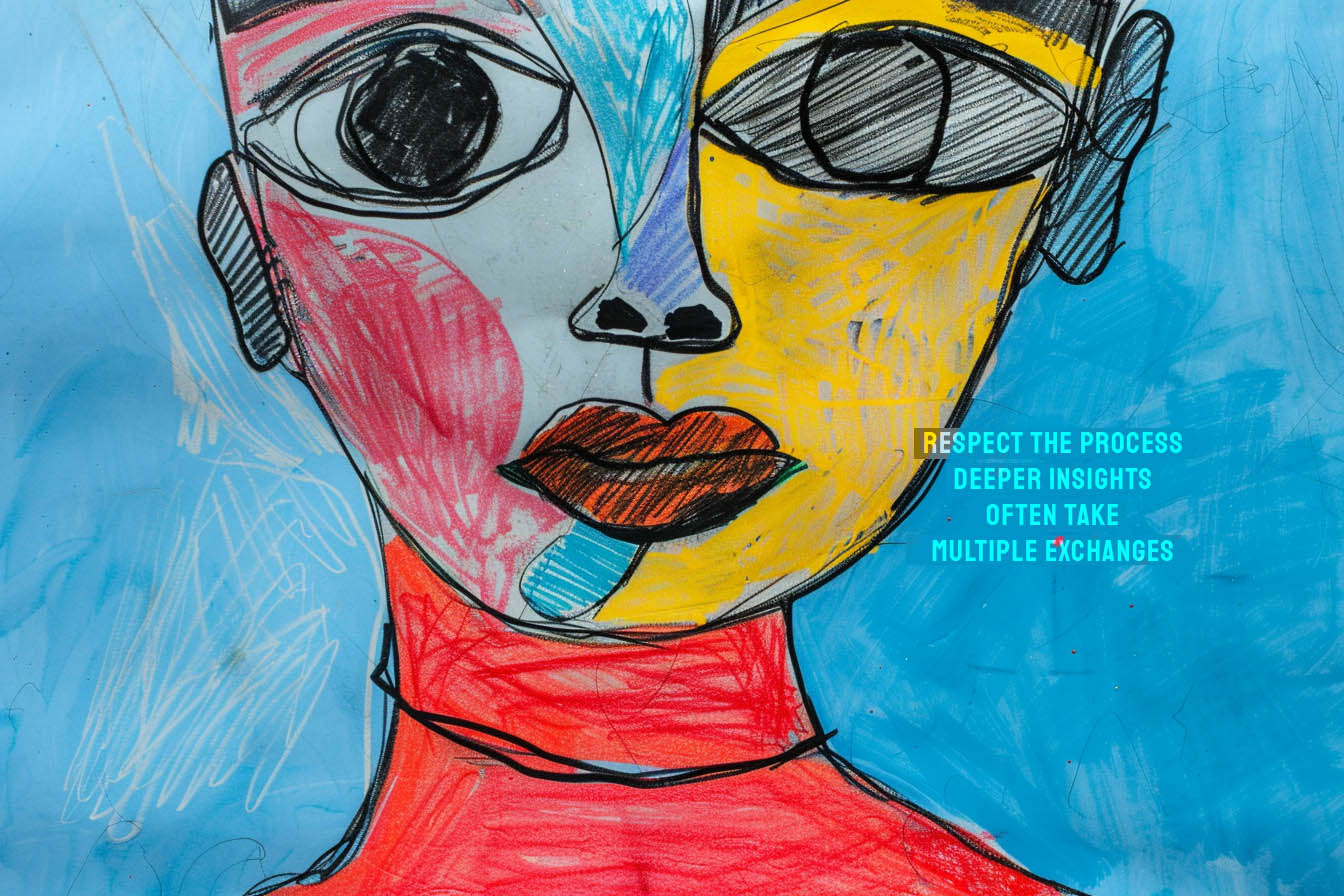 RESPECT THE PROCESS
DEEPER INSIGHTS
OFTEN TAKE
MULTIPLE EXCHANGES